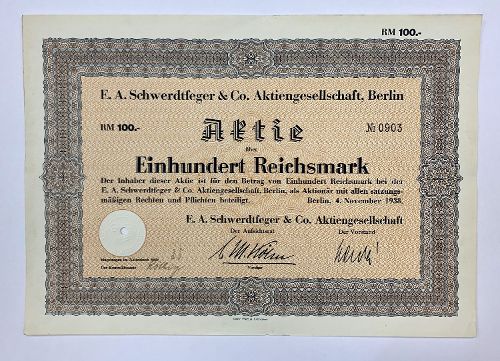 RM 100.-
E. A. Schwerdtfeger & Co. Aktiengesellschaft, Berlin
RM 100.-
Aktie
№ 0903
über
Einhundert Reichsmark
Der Inhaber dieser Aktie ist für den Betrag von Einhundert Reichsmark bei der
E. A. Schwerdtfeger & Co. Aktiengesellschaft, Berlin, als Aktionär mit allen satzungs-
mäßigen Rechten und Pflichten beteiligt.
Berlin, 4. November 1938.
E. A. Schwerdtfeger & Co. Aktiengesellschaft
Der Aufsichtsrat
Der Vorstand
Vorsitzer